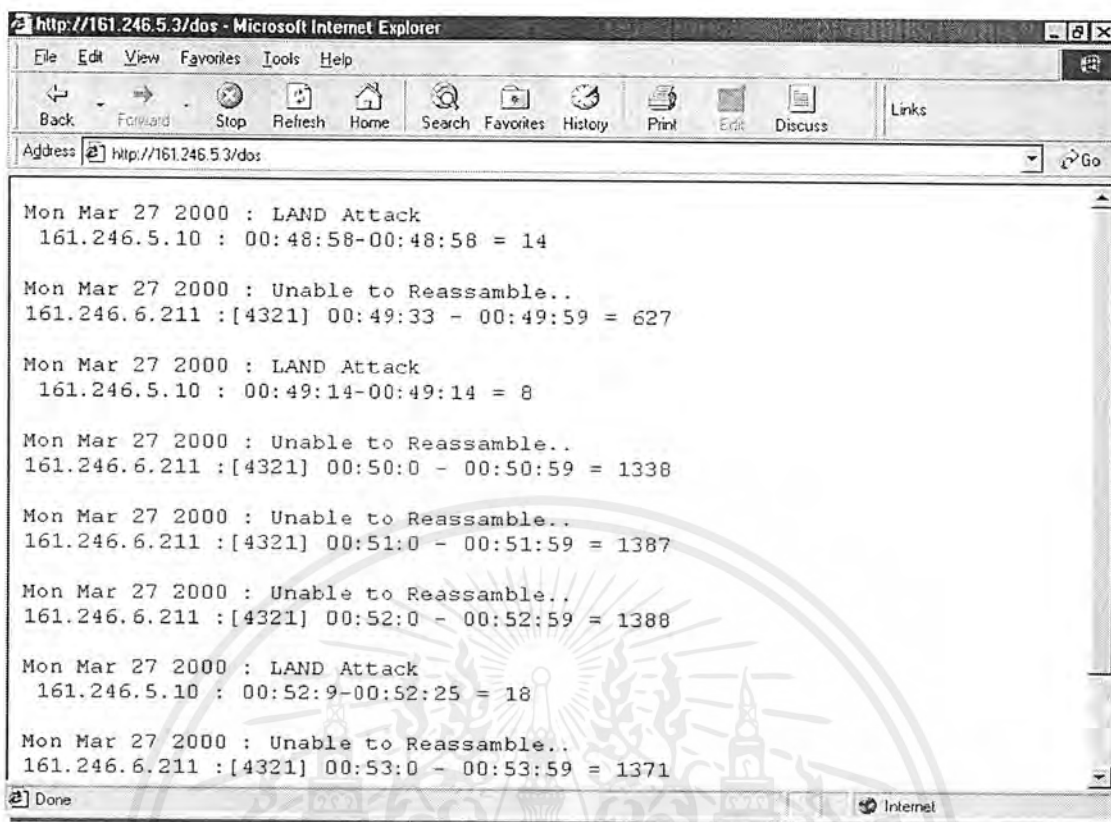 http://161.246.5.3/dos - Microsoft Internet Explorer
File Edit View Favorites Tools Help
Back Forward Stop Refresh Home Search Favorites History Print Edit Discuss Links
Address http://161.246.5.3/dos Go
Mon Mar 27 2000 : LAND Attack
161.246.5.10 : 00:48:58-00:48:58 = 14
Mon Mar 27 2000 : Unable to Reassamble..
161.246.6.211 :[4321] 00:49:33 - 00:49:59 = 627
Mon Mar 27 2000 : LAND Attack
161.246.5.10 : 00:49:14-00:49:14 = 8
Mon Mar 27 2000 : Unable to Reassamble..
161.246.6.211 :[4321] 00:50:0 - 00:50:59 = 1338
Mon Mar 27 2000 : Unable to Reassamble..
161.246.6.211 :[4321] 00:51:0 - 00:51:59 = 1387
Mon Mar 27 2000 : Unable to Reassamble..
161.246.6.211 :[4321] 00:52:0 - 00:52:59 = 1388
Mon Mar 27 2000 : LAND Attack
161.246.5.10 : 00:52:9-00:52:25 = 18
Mon Mar 27 2000 : Unable to Reassamble..
161.246.6.211 :[4321] 00:53:0 - 00:53:59 = 1371
Done Internet